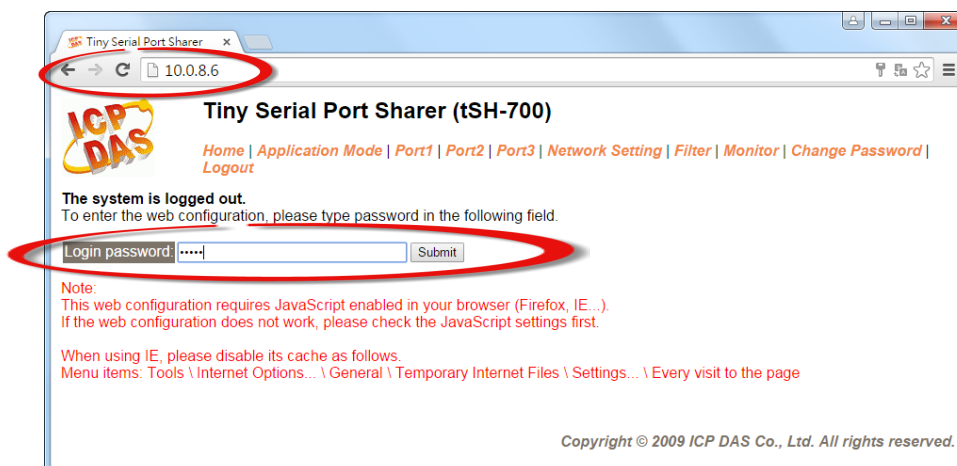 Tiny Serial Port Sharer
10.0.8.6
ICP DAS
Tiny Serial Port Sharer (tSH-700)
Home | Application Mode | Port1 | Port2 | Port3 | Network Setting | Filter | Monitor | Change Password |
Logout
The system is logged out.
To enter the web configuration, please type password in the following field.
Login password: ••••• Submit
Note:
This web configuration requires JavaScript enabled in your browser (Firefox, IE...).
If the web configuration does not work, please check the JavaScript settings first.
When using IE, please disable its cache as follows.
Menu items: Tools \ Internet Options... \ General \ Temporary Internet Files \ Settings... \ Every visit to the page
Copyright © 2009 ICP DAS Co., Ltd. All rights reserved.